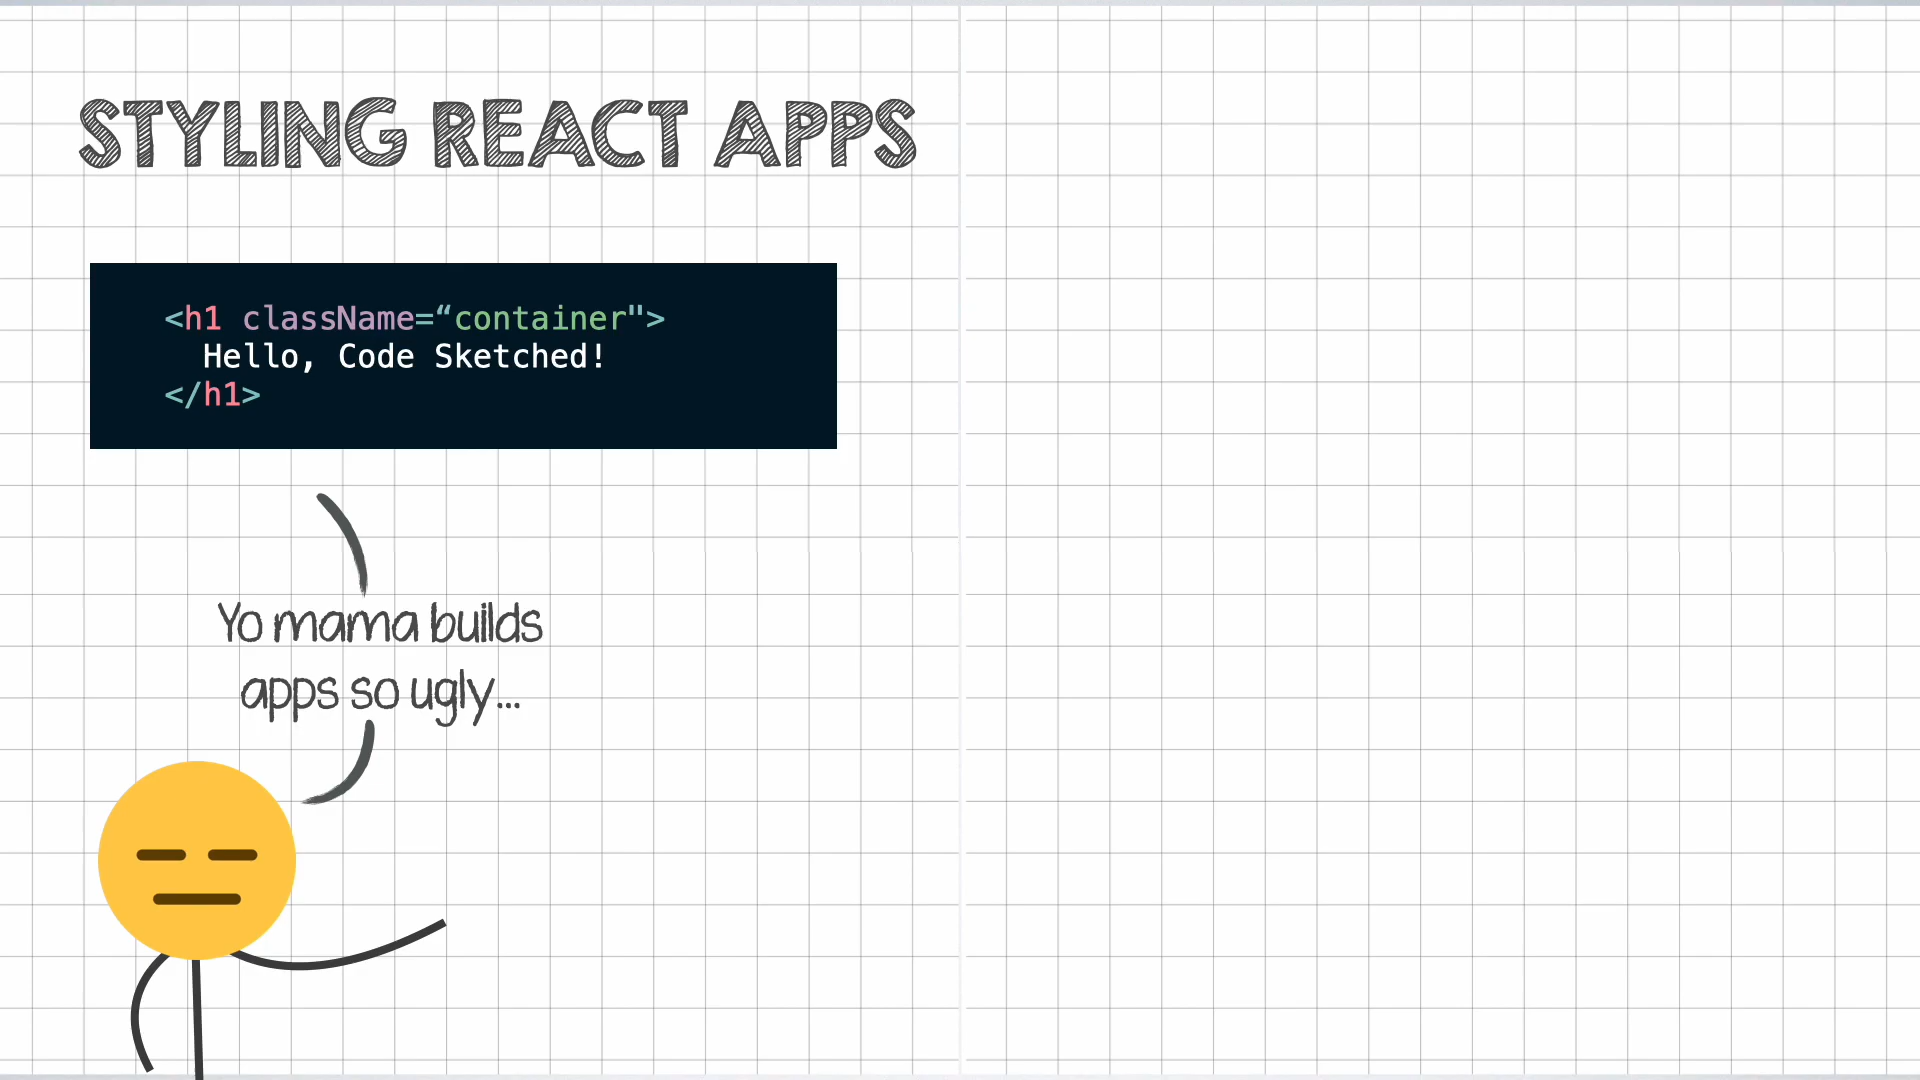 STYLING REACT APPS
<h1 className=“container">
Hello, Code Sketched!
</h1>
Yo mama builds
apps so ugly...